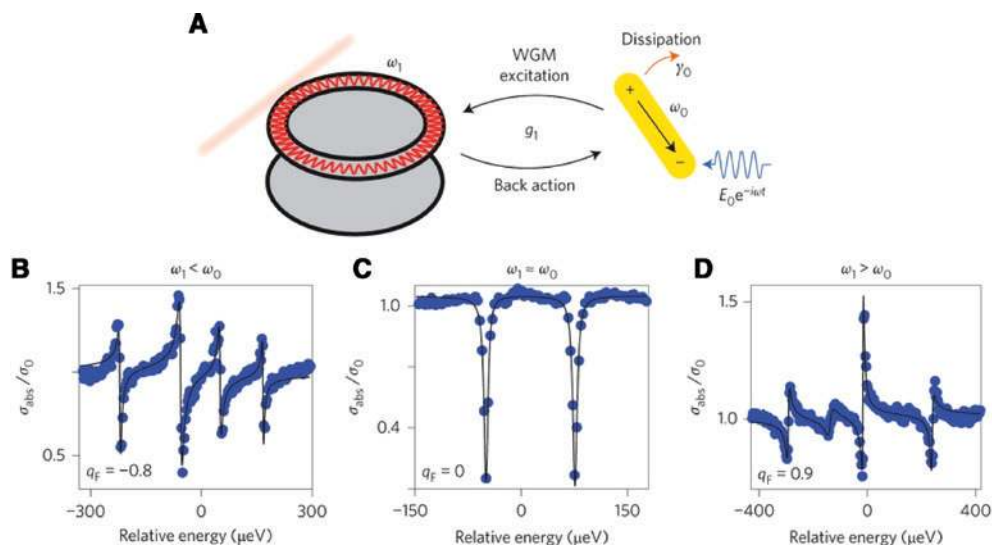 A
ω₁
WGM
excitation
g₁
Back action
Dissipation
γ₀
+
ω₀
−
E₀e⁻ⁱωᵗ
B
ω₁ < ω₀
1.5
1.0
0.5
σabs/σ₀
qF = −0.8
−300
0
300
Relative energy (μeV)
C
ω₁ = ω₀
1.0
0.4
σabs/σ₀
qF = 0
−150
0
150
Relative energy (μeV)
D
ω₁ > ω₀
1.5
1.0
σabs/σ₀
qF = 0.9
−400
0
400
Relative energy (μeV)